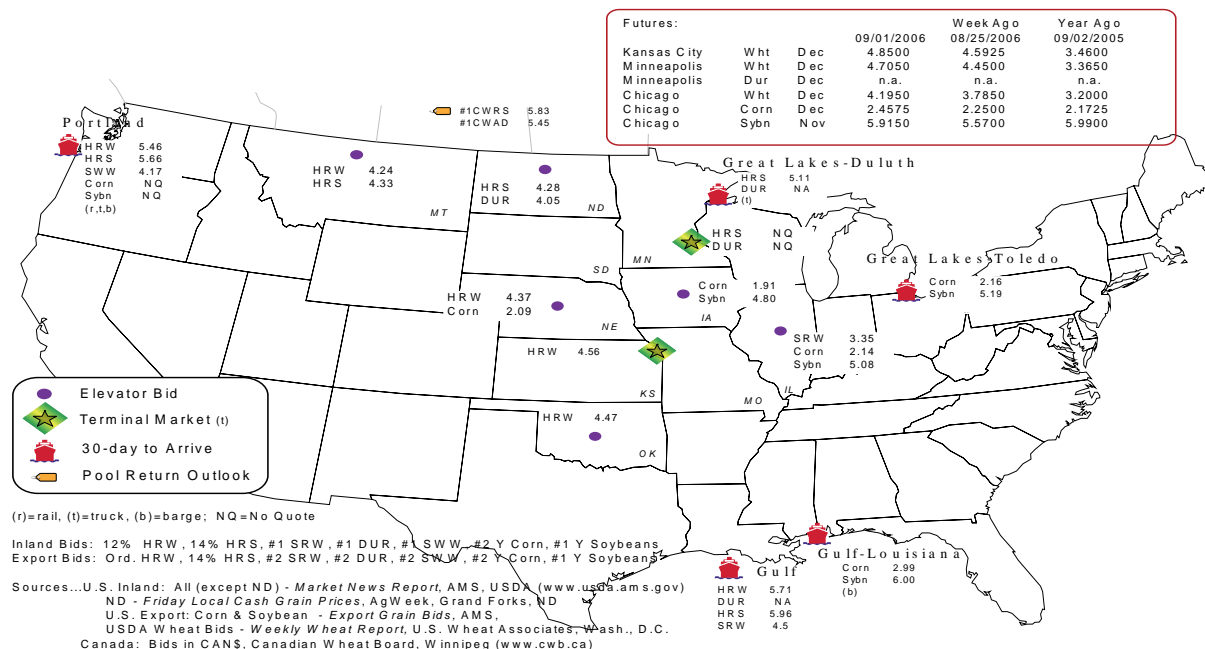 Futures: Week Ago Year Ago
09/01/2006 08/25/2006 09/02/2005
Kansas City Wht Dec 4.8500 4.5925 3.4600
Minneapolis Wht Dec 4.7050 4.4500 3.3650
Minneapolis Dur Dec n.a. n.a. n.a.
Chicago Wht Dec 4.1950 3.7850 3.2000
Chicago Corn Dec 2.4575 2.2500 2.1725
Chicago Sybn Nov 5.9150 5.5700 5.9900
#1CWRS 5.83
#1CWAD 5.45
Portland
HRW 5.46
HRS 5.66
SWW 4.17
Corn NQ
Sybn NQ
(r,t,b)
HRW 4.24
HRS 4.33
MT
HRS 4.28
DUR 4.05
ND
Great Lakes-Duluth
HRS 5.11
DUR NA
(t)
HRS NQ
DUR NQ
MN
SD
Great Lakes-Toledo
Corn 2.16
Sybn 5.19
HRW 4.37
Corn 2.09
NE
Corn 1.91
Sybn 4.80
IA
SRW 3.35
Corn 2.14
Sybn 5.08
IL
HRW 4.56
KS
MO
HRW 4.47
OK
Elevator Bid
Terminal Market (t)
30-day to Arrive
Pool Return Outlook
(r)=rail, (t)=truck, (b)=barge; NQ=No Quote
Inland Bids: 12% HRW, 14% HRS, #1 SRW, #1 DUR, #1 SWW, #2 Y Corn, #1 Y Soybeans
Export Bids: Ord. HRW, 14% HRS, #2 SRW, #2 DUR, #2 SWW, #2 Y Corn, #1 Y Soybeans
Gulf-Louisiana
Corn 2.99
Sybn 6.00
(b)
Gulf
HRW 5.71
DUR NA
HRS 5.96
SRW 4.5
Sources...U.S. Inland: All (except ND) - Market News Report, AMS, USDA (www.usda.ams.gov)
ND - Friday Local Cash Grain Prices, AgWeek, Grand Forks, ND
U.S. Export: Corn & Soybean - Export Grain Bids, AMS,
USDA Wheat Bids - Weekly Wheat Report, U.S. Wheat Associates, Wash., D.C.
Canada: Bids in CAN$, Canadian Wheat Board, Winnipeg (www.cwb.ca)